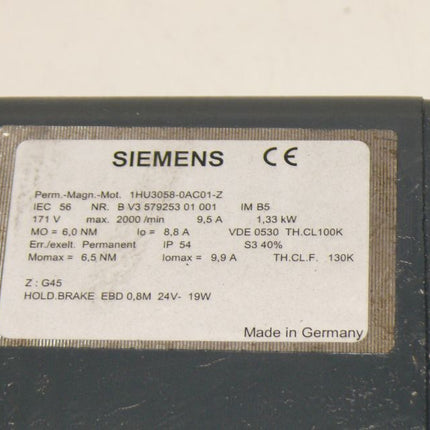 SIEMENS CE
Perm.-Magn.-Mot. 1HU3058-0AC01-Z
IEC 56 NR. B V3 579253 01 001 IM B5
171 V max. 2000 /min 9,5 A 1,33 kW
MO = 6,0 NM Io = 8,8 A VDE 0530 TH.CL100K
Err./exelt. Permanent IP 54 S3 40%
Momax = 6,5 NM Iomax = 9,9 A TH.CL.F. 130K
Z : G45
HOLD.BRAKE EBD 0,8M 24V- 19W
Made in Germany